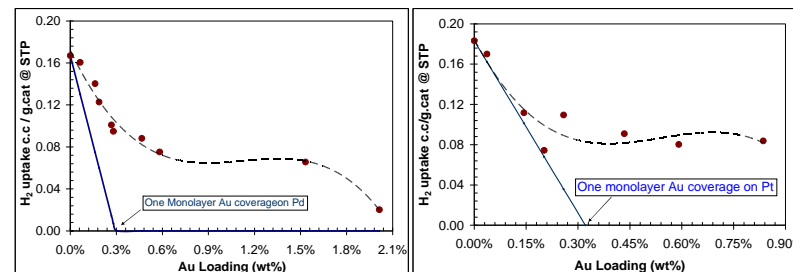 H2 uptake c.c / g.cat @ STP
0.20
0.16
0.12
0.08
0.04
0.00
One Monolayer Au coverageon Pd
0.0% 0.3% 0.6% 0.9% 1.2% 1.5% 1.8% 2.1%
Au Loading (wt%)
H2 uptake c.c/g.cat @ STP
0.20
0.16
0.12
0.08
0.04
0.00
One monolayer Au coverage on Pt
0.00% 0.15% 0.30% 0.45% 0.60% 0.75% 0.90%
Au Loading (wt%)